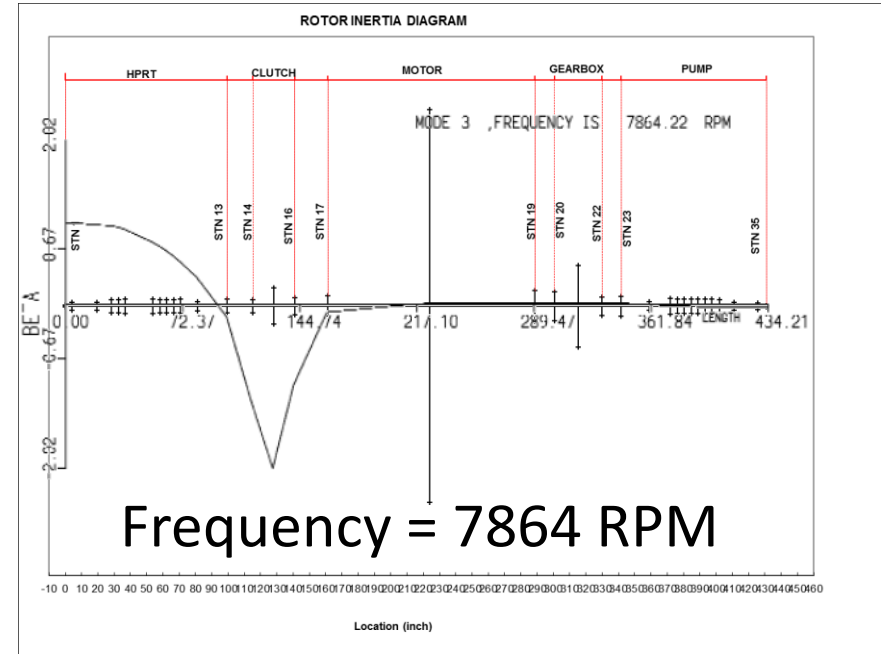 ROTOR INERTIA DIAGRAM
HPRT CLUTCH MOTOR GEARBOX PUMP
MODE 3 ,FREQUENCY IS 7864.22 RPM
2.02
0.67
-0.67
-2.02
BETA
STN 1
STN 13
STN 14
STN 16
STN 17
STN 19
STN 20
STN 22
STN 23
STN 35
0.00 72.37 144.74 217.10 289.47 361.84 LENGTH 434.21
Frequency = 7864 RPM
-10 0 10 20 30 40 50 60 70 80 90 100 110 120 130 140 150 160 170 180 190 200 210 220 230 240 250 260 270 280 290 300 310 320 330 340 350 360 370 380 390 400 410 420 430 440 450 460
Location (inch)